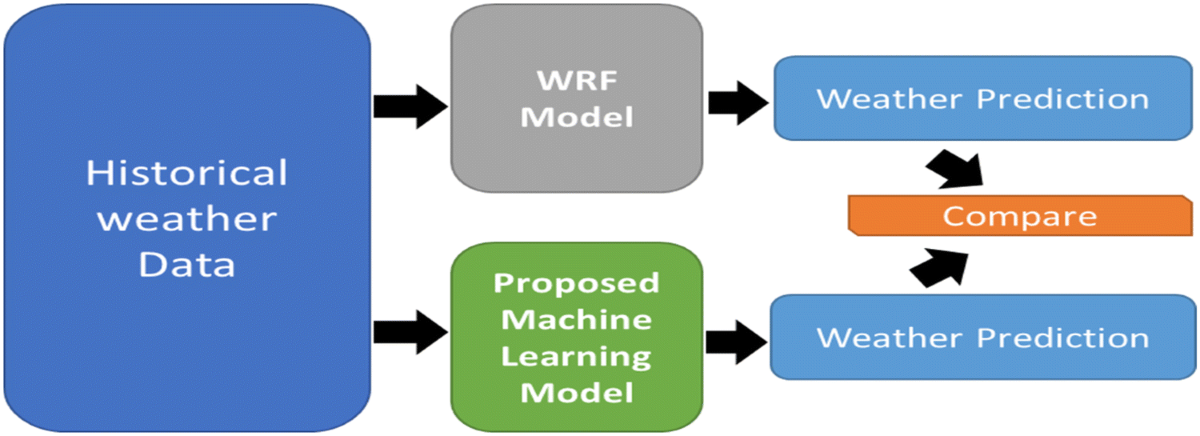 Historical
weather
Data
WRF
Model
Weather Prediction
Compare
Proposed
Machine
Learning
Model
Weather Prediction